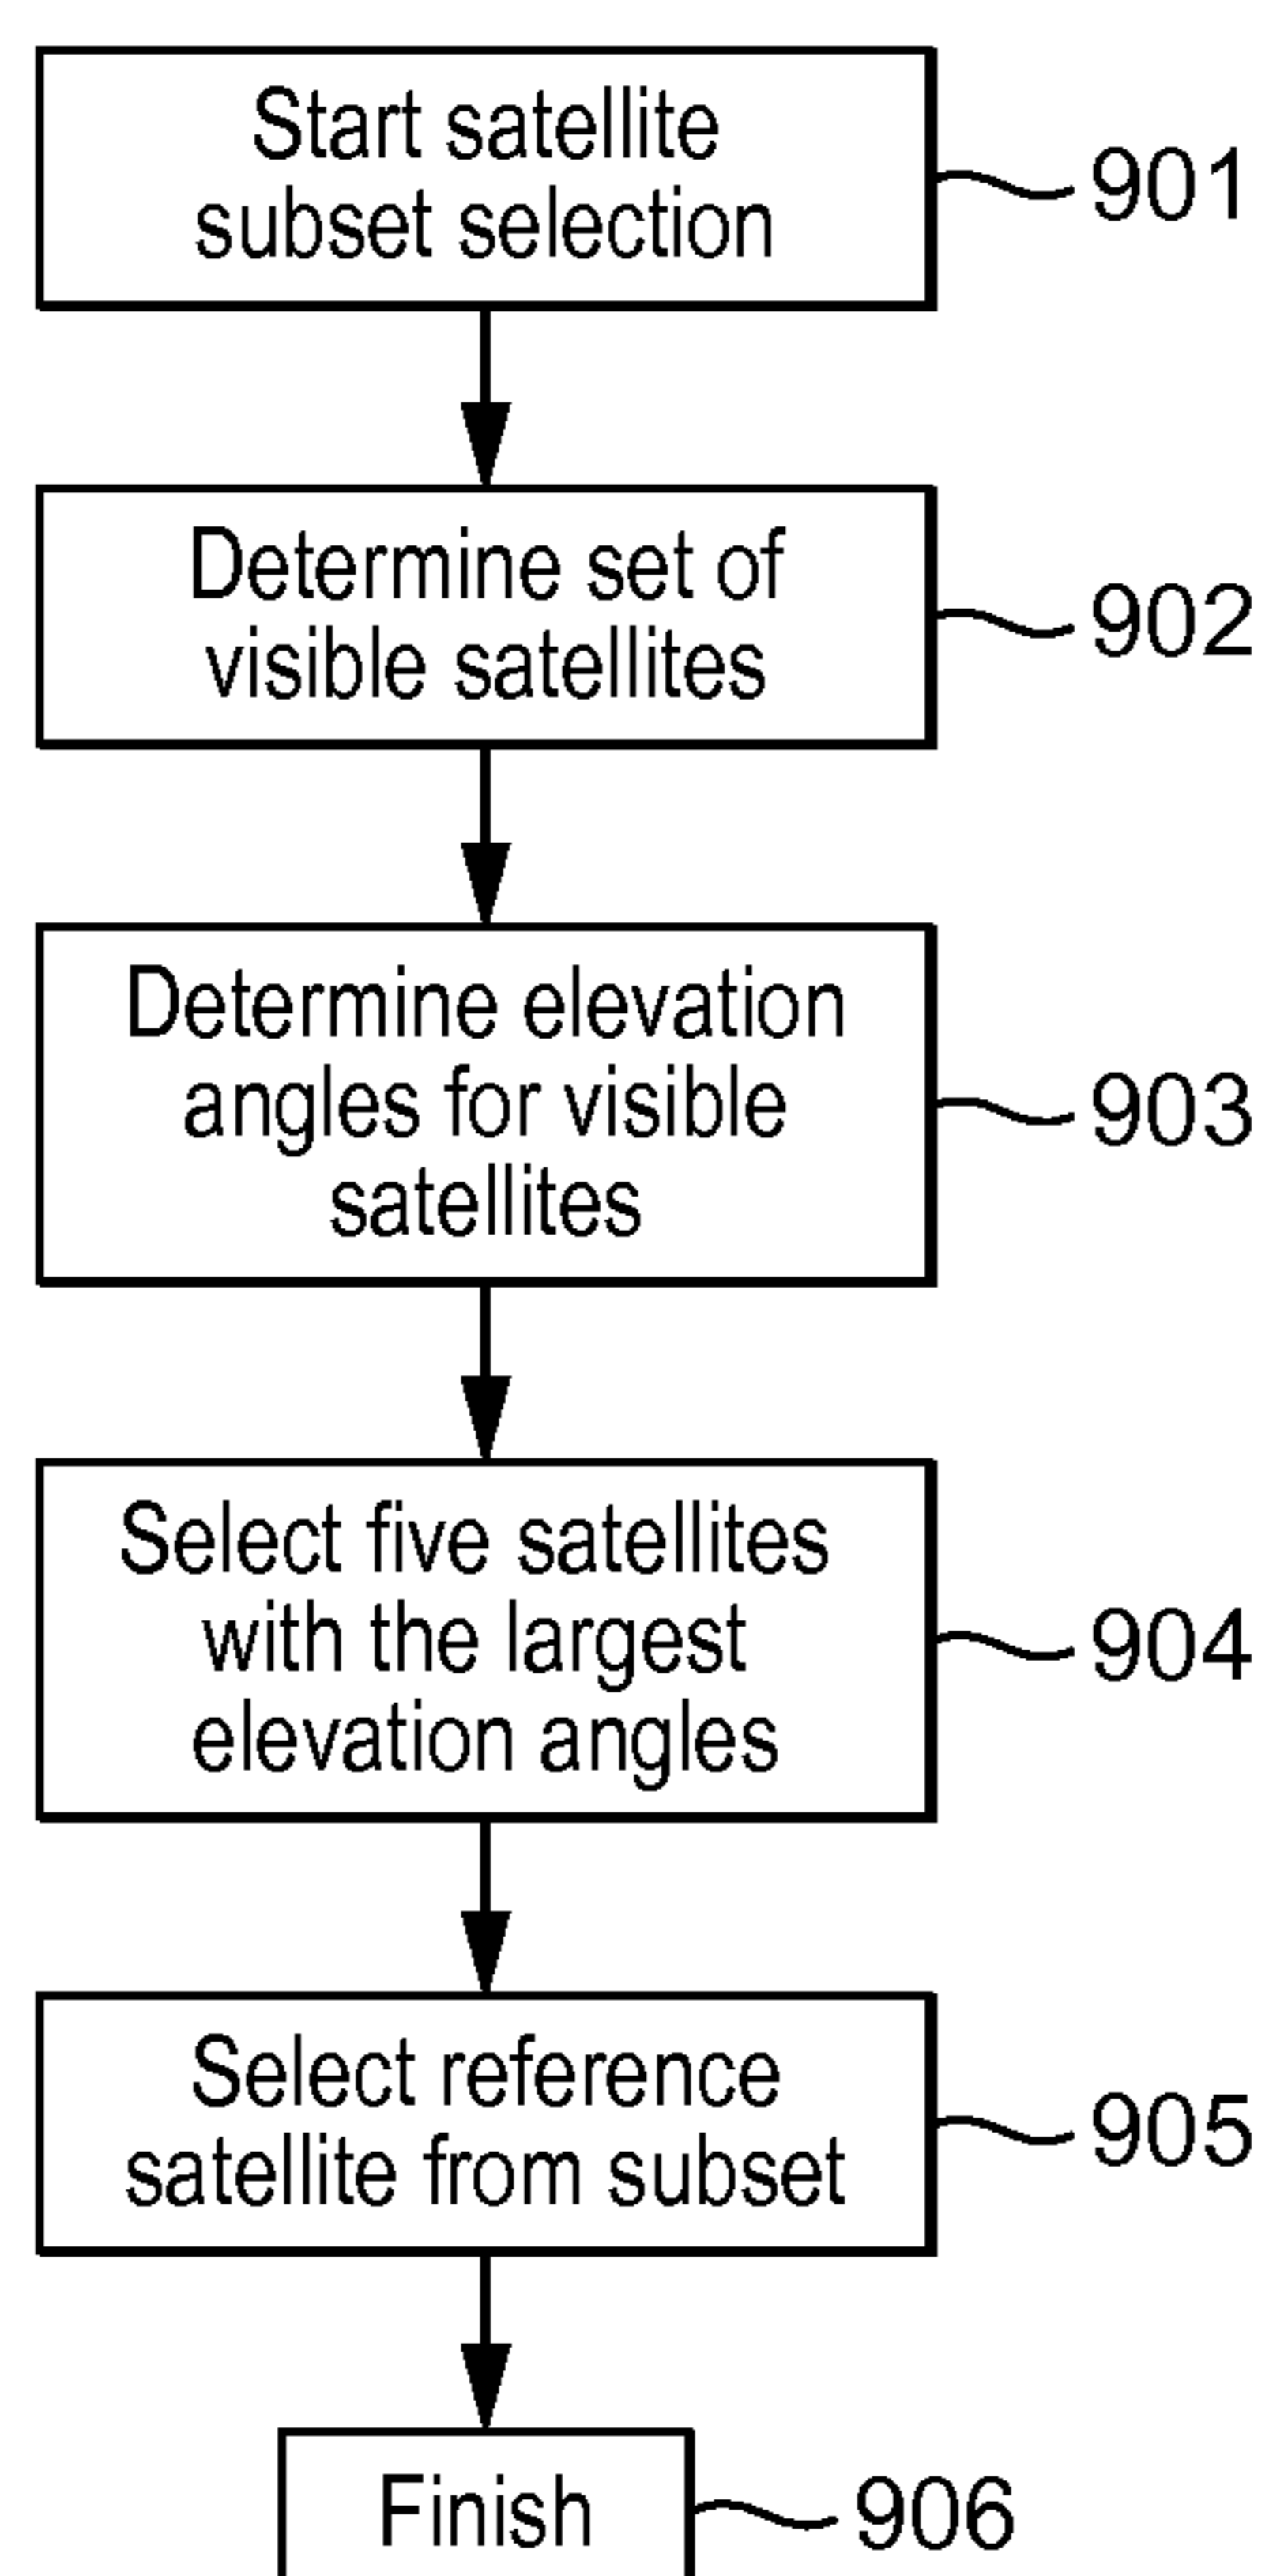 Start satellite
subset selection
901
Determine set of
visible satellites
902
Determine elevation
angles for visible
satellites
903
Select five satellites
with the largest
elevation angles
904
Select reference
satellite from subset
905
Finish
906